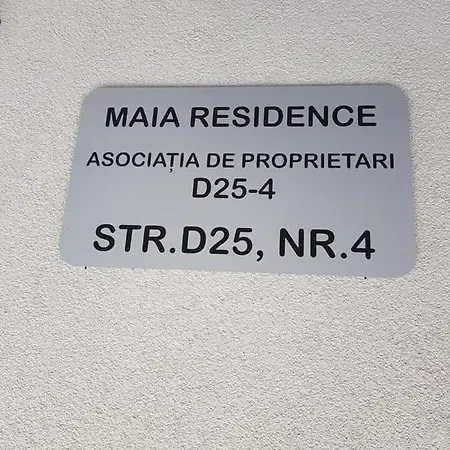 MAIA RESIDENCE
ASOCIAȚIA DE PROPRIETARI
D25-4
STR.D25, NR.4